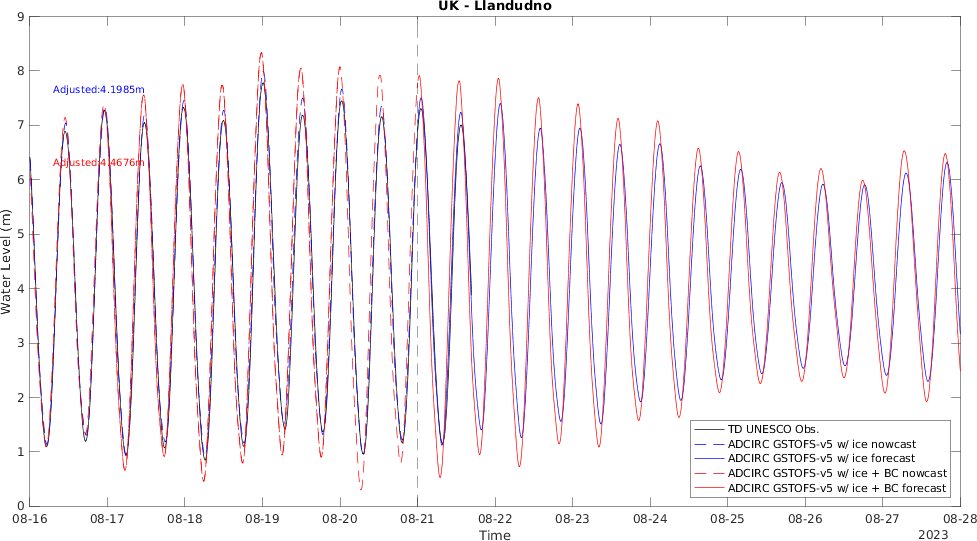 UK - Llandudno
9
8
7
6
5
4
3
2
1
0
Water Level (m)
Adjusted:4.1985m
Adjusted:4.4676m
TD UNESCO Obs.
ADCIRC GSTOFS-v5 w/ ice nowcast
ADCIRC GSTOFS-v5 w/ ice forecast
ADCIRC GSTOFS-v5 w/ ice + BC nowcast
ADCIRC GSTOFS-v5 w/ ice + BC forecast
08-16 08-17 08-18 08-19 08-20 08-21 08-22 08-23 08-24 08-25 08-26 08-27 08-28
Time
2023